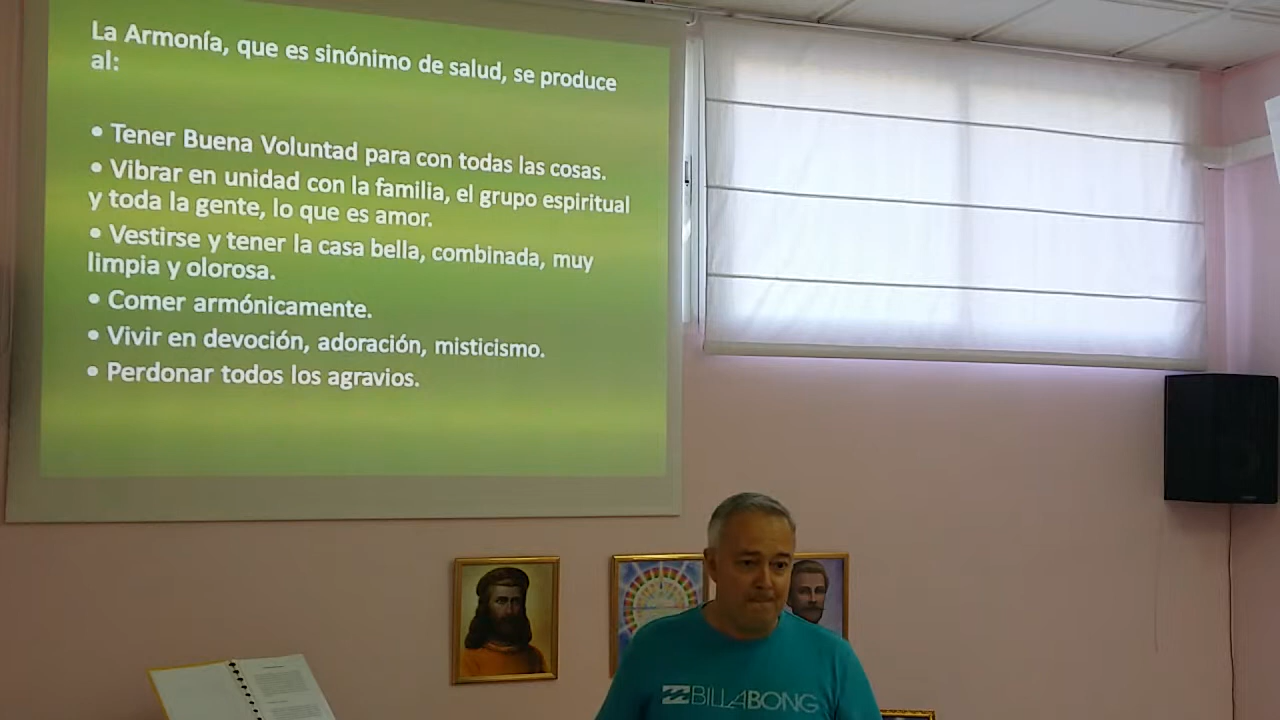 La Armonía, que es sinónimo de salud, se produce
al:
• Tener Buena Voluntad para con todas las cosas.
• Vibrar en unidad con la familia, el grupo espiritual
y toda la gente, lo que es amor.
• Vestirse y tener la casa bella, combinada, muy
limpia y olorosa.
• Comer armónicamente.
• Vivir en devoción, adoración, misticismo.
• Perdonar todos los agravios.
BILLABONG